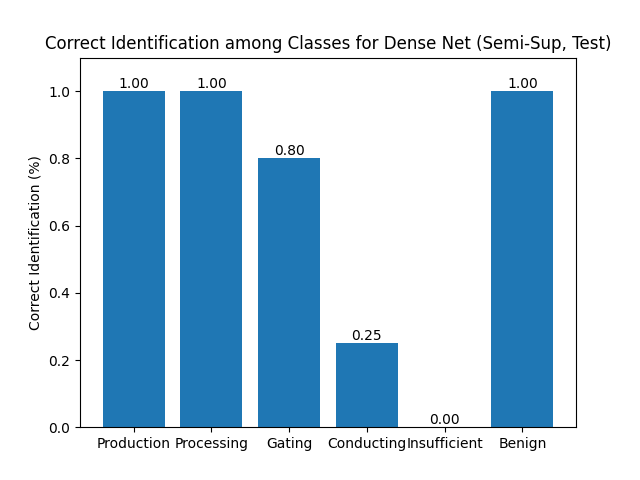 Correct Identification among Classes for Dense Net (Semi-Sup, Test)
Correct Identification (%)
1.0
0.8
0.6
0.4
0.2
0.0
1.00
1.00
0.80
0.25
0.00
1.00
Production
Processing
Gating
Conducting
Insufficient
Benign